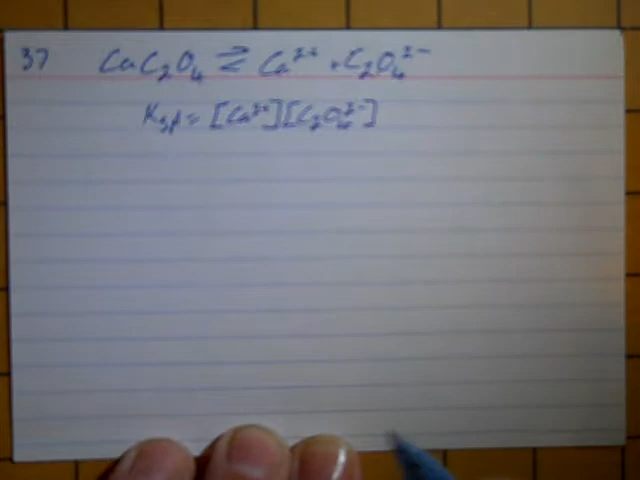 37 CaC₂O₄ ⇌ Ca²⁺ + C₂O₄²⁻
Ksp = [Ca²⁺][C₂O₄²⁻]